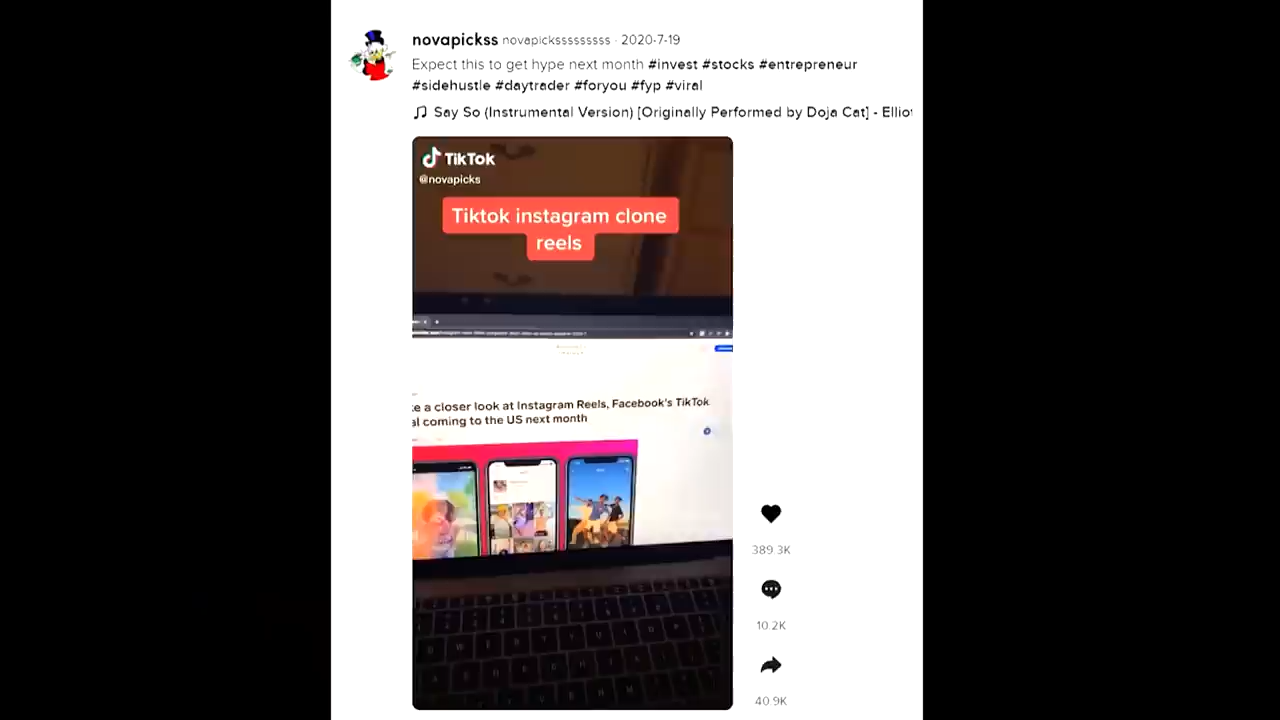 novapickss novapicksssssssss · 2020-7-19
Expect this to get hype next month #invest #stocks #entrepreneur
#sidehustle #daytrader #foryou #fyp #viral
Say So (Instrumental Version) [Originally Performed by Doja Cat] - Elliot
TikTok
@novapicks
Tiktok instagram clone
reels
e a closer look at Instagram Reels, Facebook's TikTok
al coming to the US next month
389.3K
10.2K
40.9K